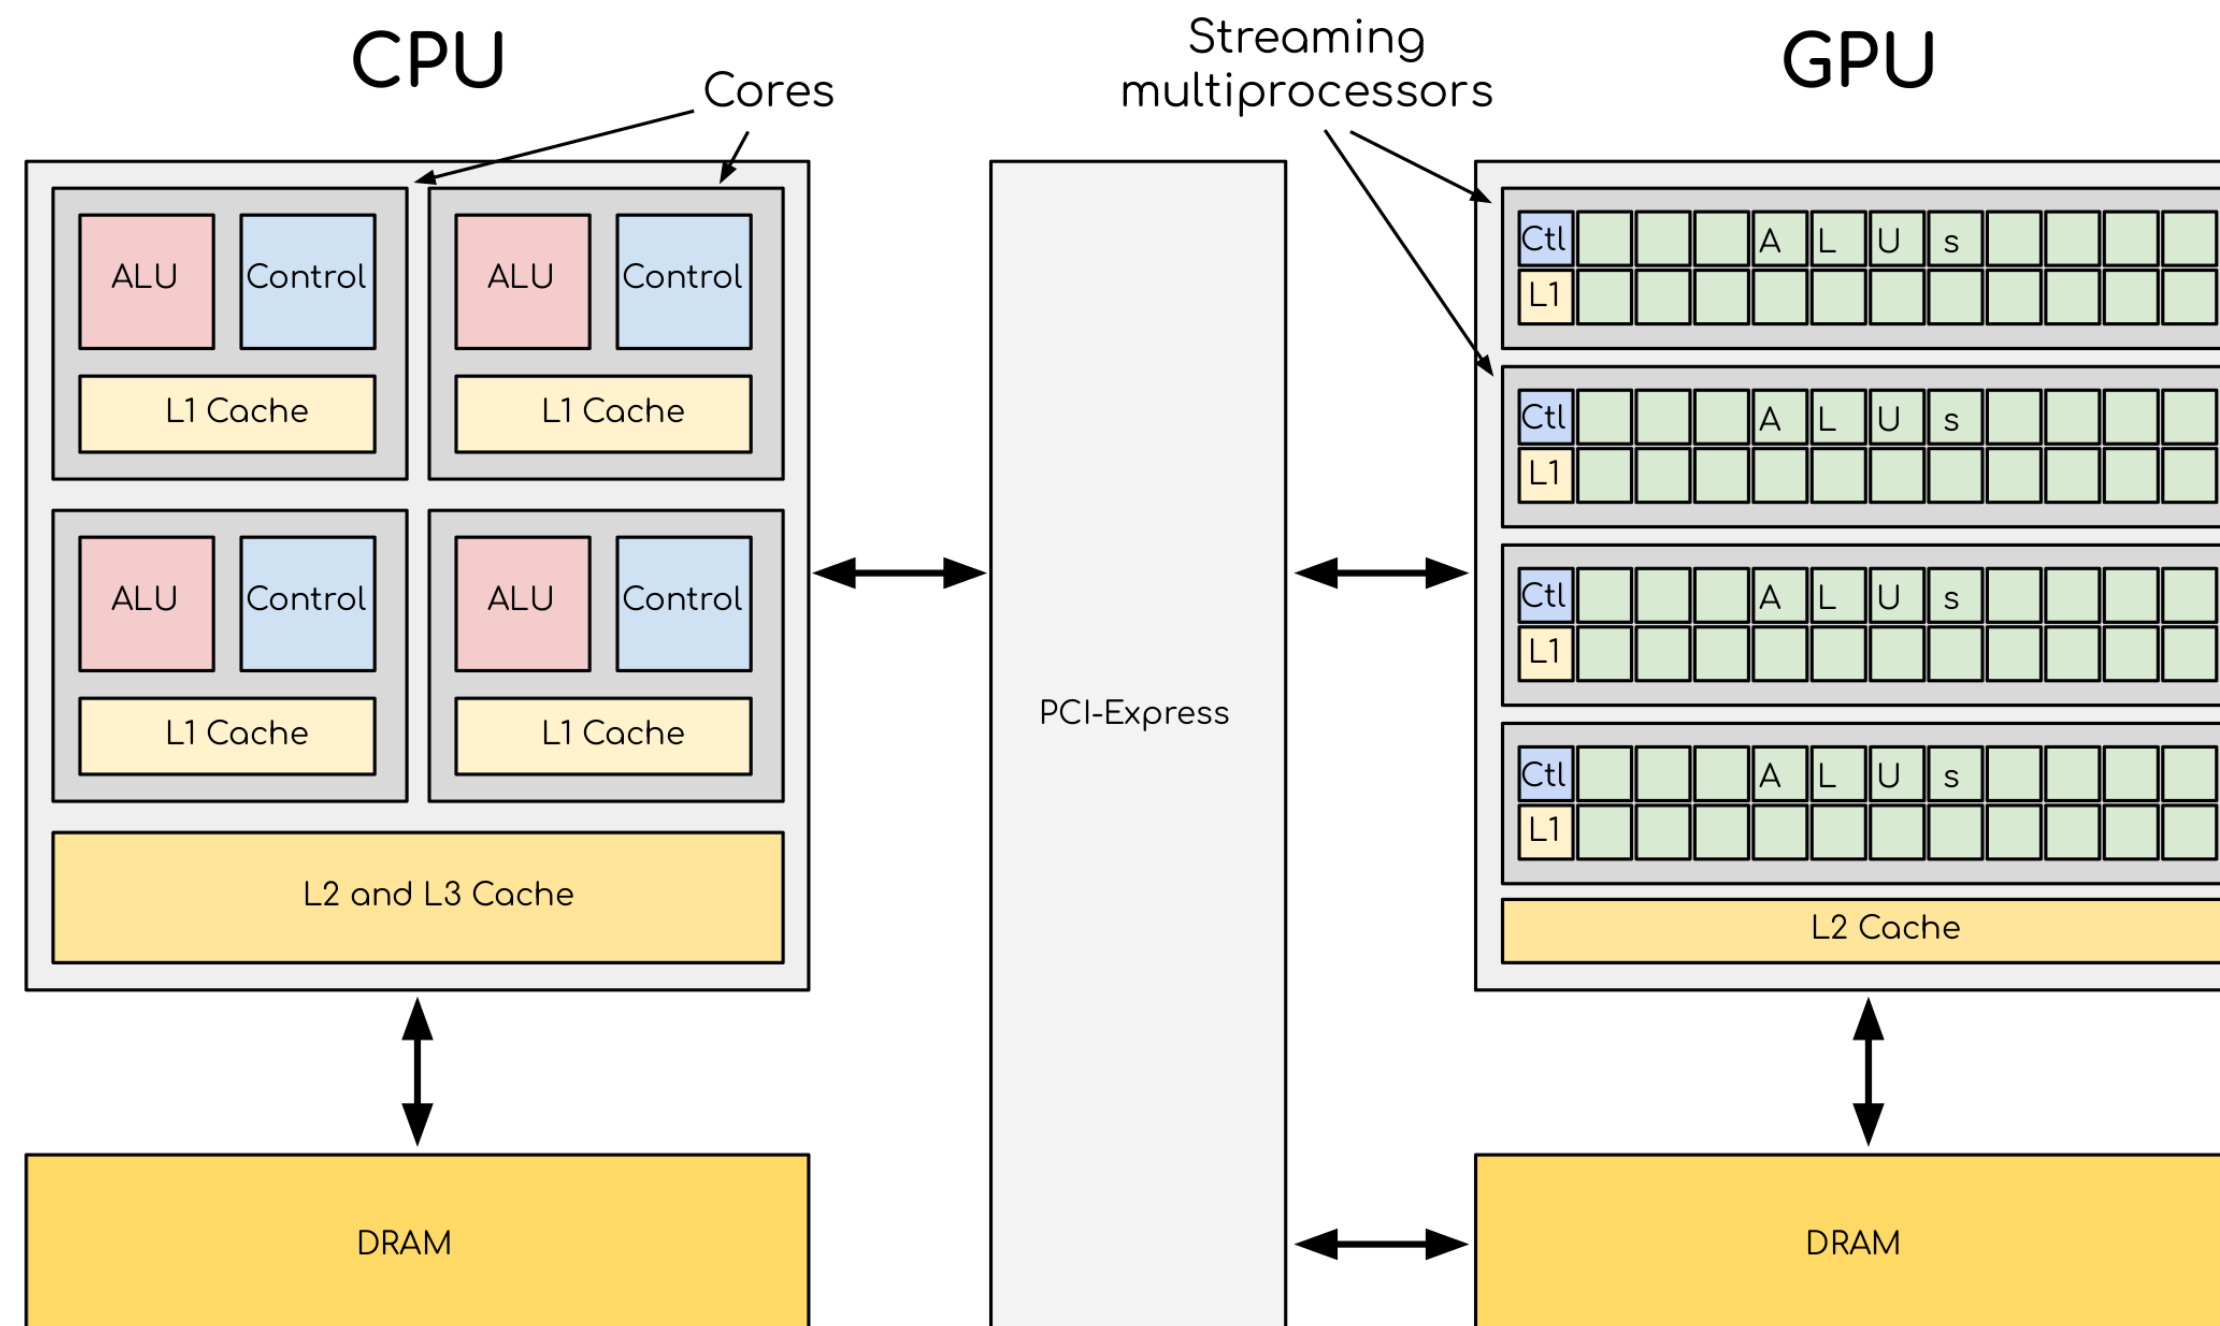 CPU
Cores
Streaming
multiprocessors
GPU
ALU
Control
ALU
Control
L1 Cache
L1 Cache
ALU
Control
ALU
Control
L1 Cache
L1 Cache
L2 and L3 Cache
DRAM
PCI-Express
Ctl
A L U s
L1
Ctl
A L U s
L1
Ctl
A L U s
L1
Ctl
A L U s
L1
L2 Cache
DRAM